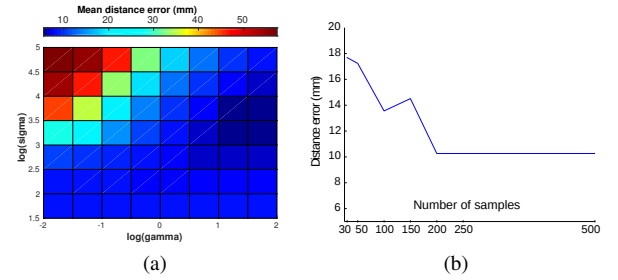 Mean distance error (mm)
10 20 30 40 50
5
4.5
4
3.5
3
2.5
2
1.5
log(sigma)
-2 -1 0 1 2
log(gamma)
(a)
20
18
16
14
12
10
8
6
Distance error (mm)
Number of samples
30 50 100 150 200 250 500
(b)